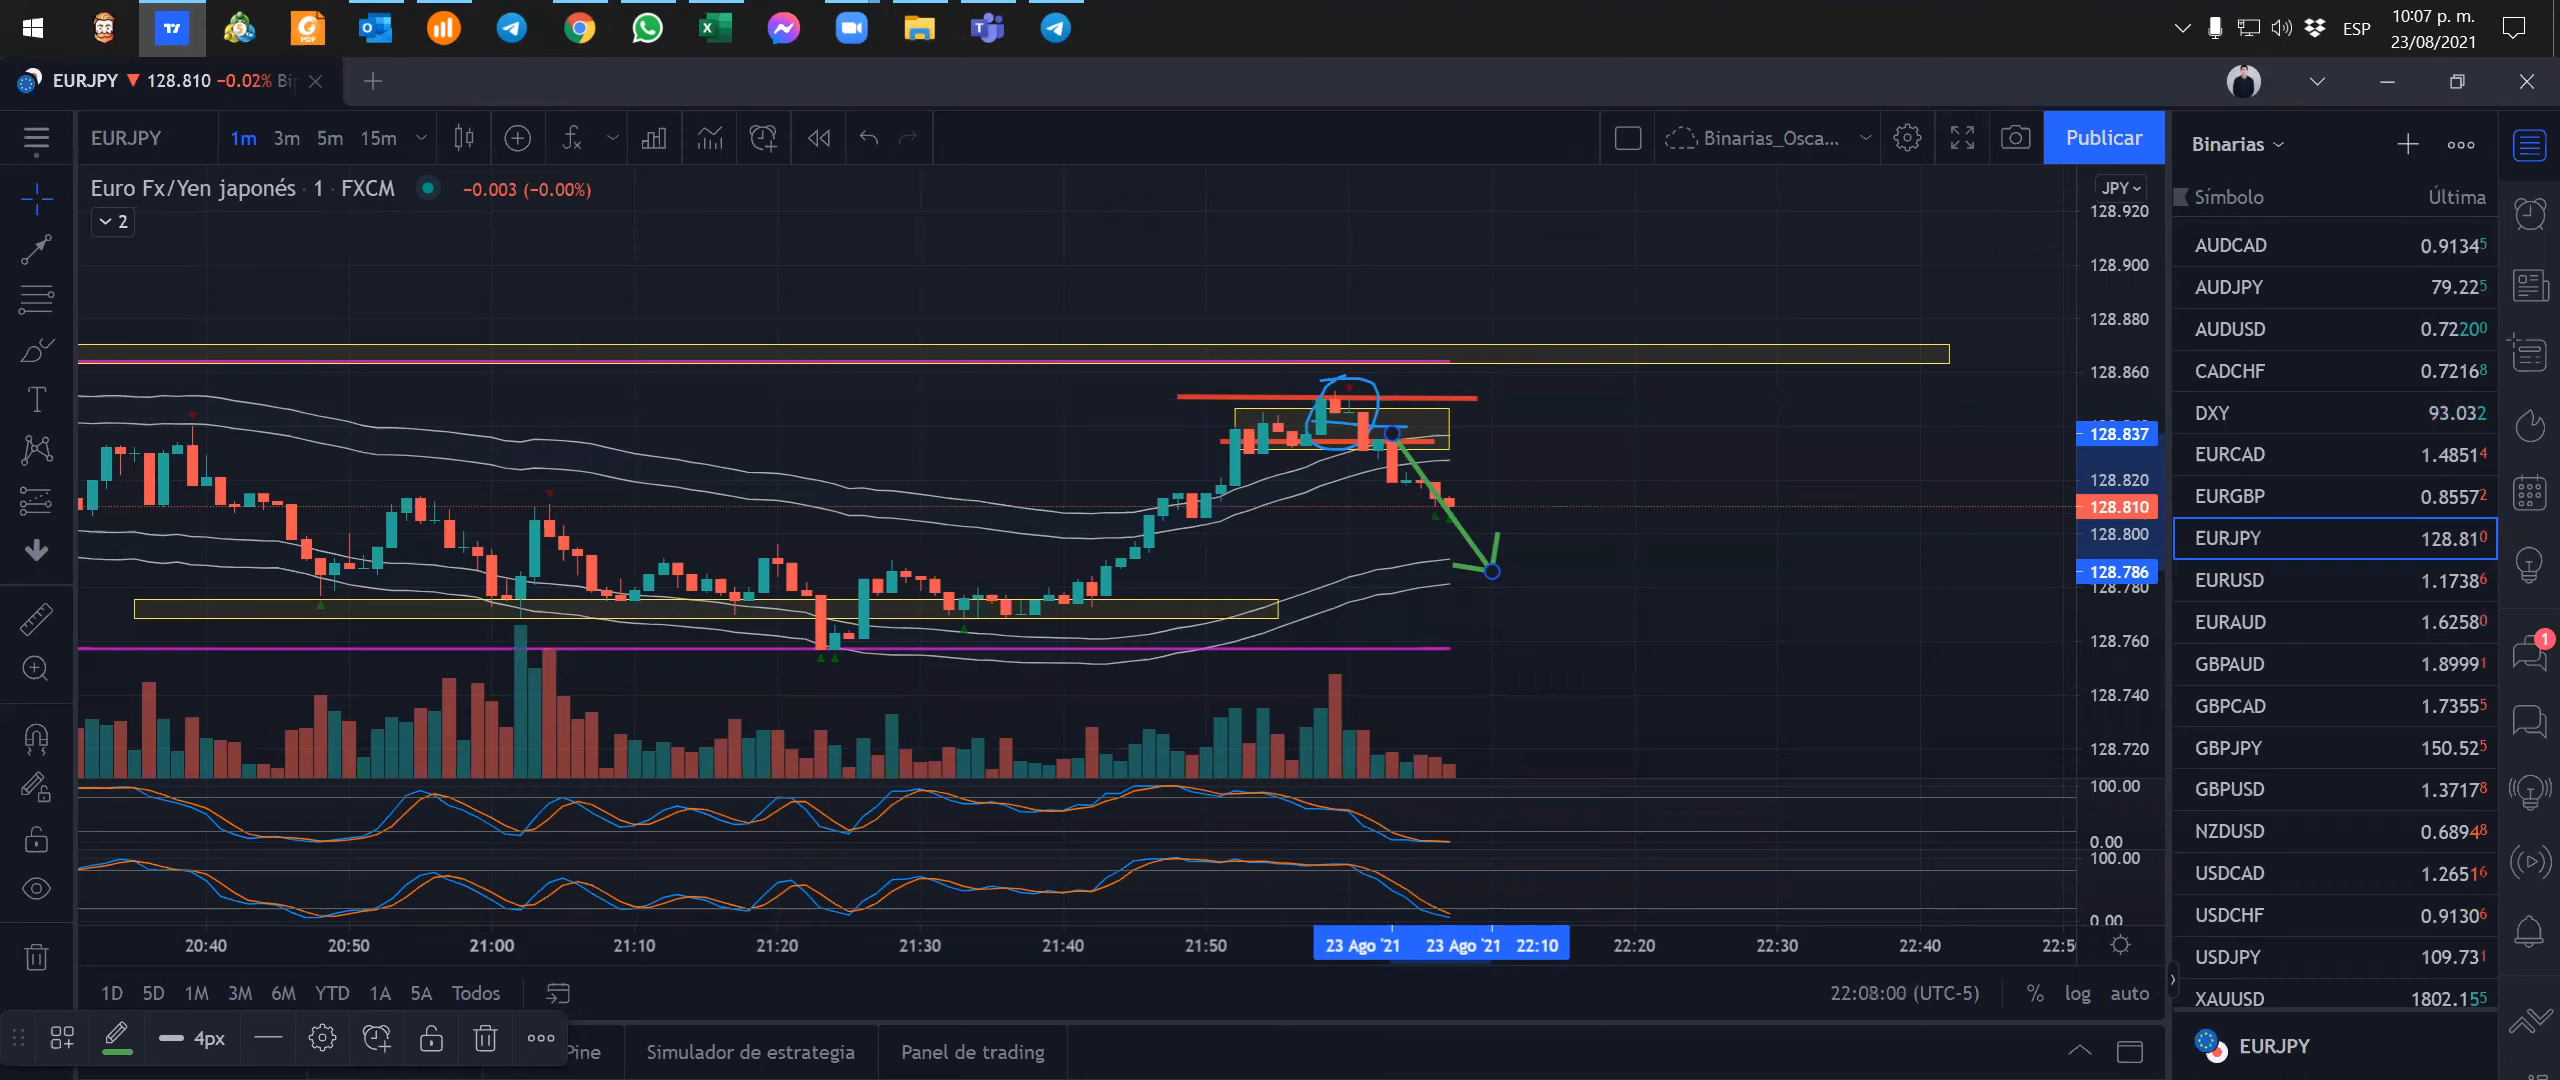 10:07 p. m.
ESP
23/08/2021
EURJPY ▼ 128.810 −0.02%
EURJPY
1m 3m 5m 15m
Binarias_Osca...
Publicar
Binarias
Euro Fx/Yen japonés · 1 · FXCM
−0.003 (−0.00%)
2
JPY
Símbolo Última
128.920
128.900
128.880
128.860
128.837
128.820
128.810
128.800
128.786
128.780
128.760
128.740
128.720
100.00
0.00
100.00
0.00
AUDCAD 0.91345
AUDJPY 79.225
AUDUSD 0.72200
CADCHF 0.72168
DXY 93.032
EURCAD 1.48514
EURGBP 0.85572
EURJPY 128.810
EURUSD 1.17386
EURAUD 1.62580
GBPAUD 1.89991
GBPCAD 1.73555
GBPJPY 150.525
GBPUSD 1.37178
NZDUSD 0.68948
USDCAD 1.26516
USDCHF 0.91306
USDJPY 109.731
XAUUSD 1802.155
1
20:40 20:50 21:00 21:10 21:20 21:30 21:40 21:50 23 Ago '21 23 Ago '21 22:10 22:20 22:30 22:40
1D 5D 1M 3M 6M YTD 1A 5A Todos
22:08:00 (UTC-5) % log auto
4px
Pine
Simulador de estrategia
Panel de trading
EURJPY